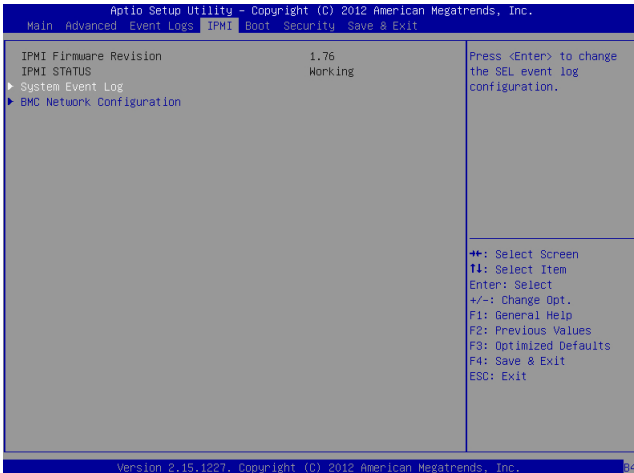 Aptio Setup Utility – Copyright (C) 2012 American Megatrends, Inc.
Main Advanced Event Logs IPMI Boot Security Save & Exit
IPMI Firmware Revision 1.76
IPMI STATUS Working
System Event Log
BMC Network Configuration
Press <Enter> to change
the SEL event log
configuration.
→←: Select Screen
↑↓: Select Item
Enter: Select
+/-: Change Opt.
F1: General Help
F2: Previous Values
F3: Optimized Defaults
F4: Save & Exit
ESC: Exit
Version 2.15.1227. Copyright (C) 2012 American Megatrends, Inc.